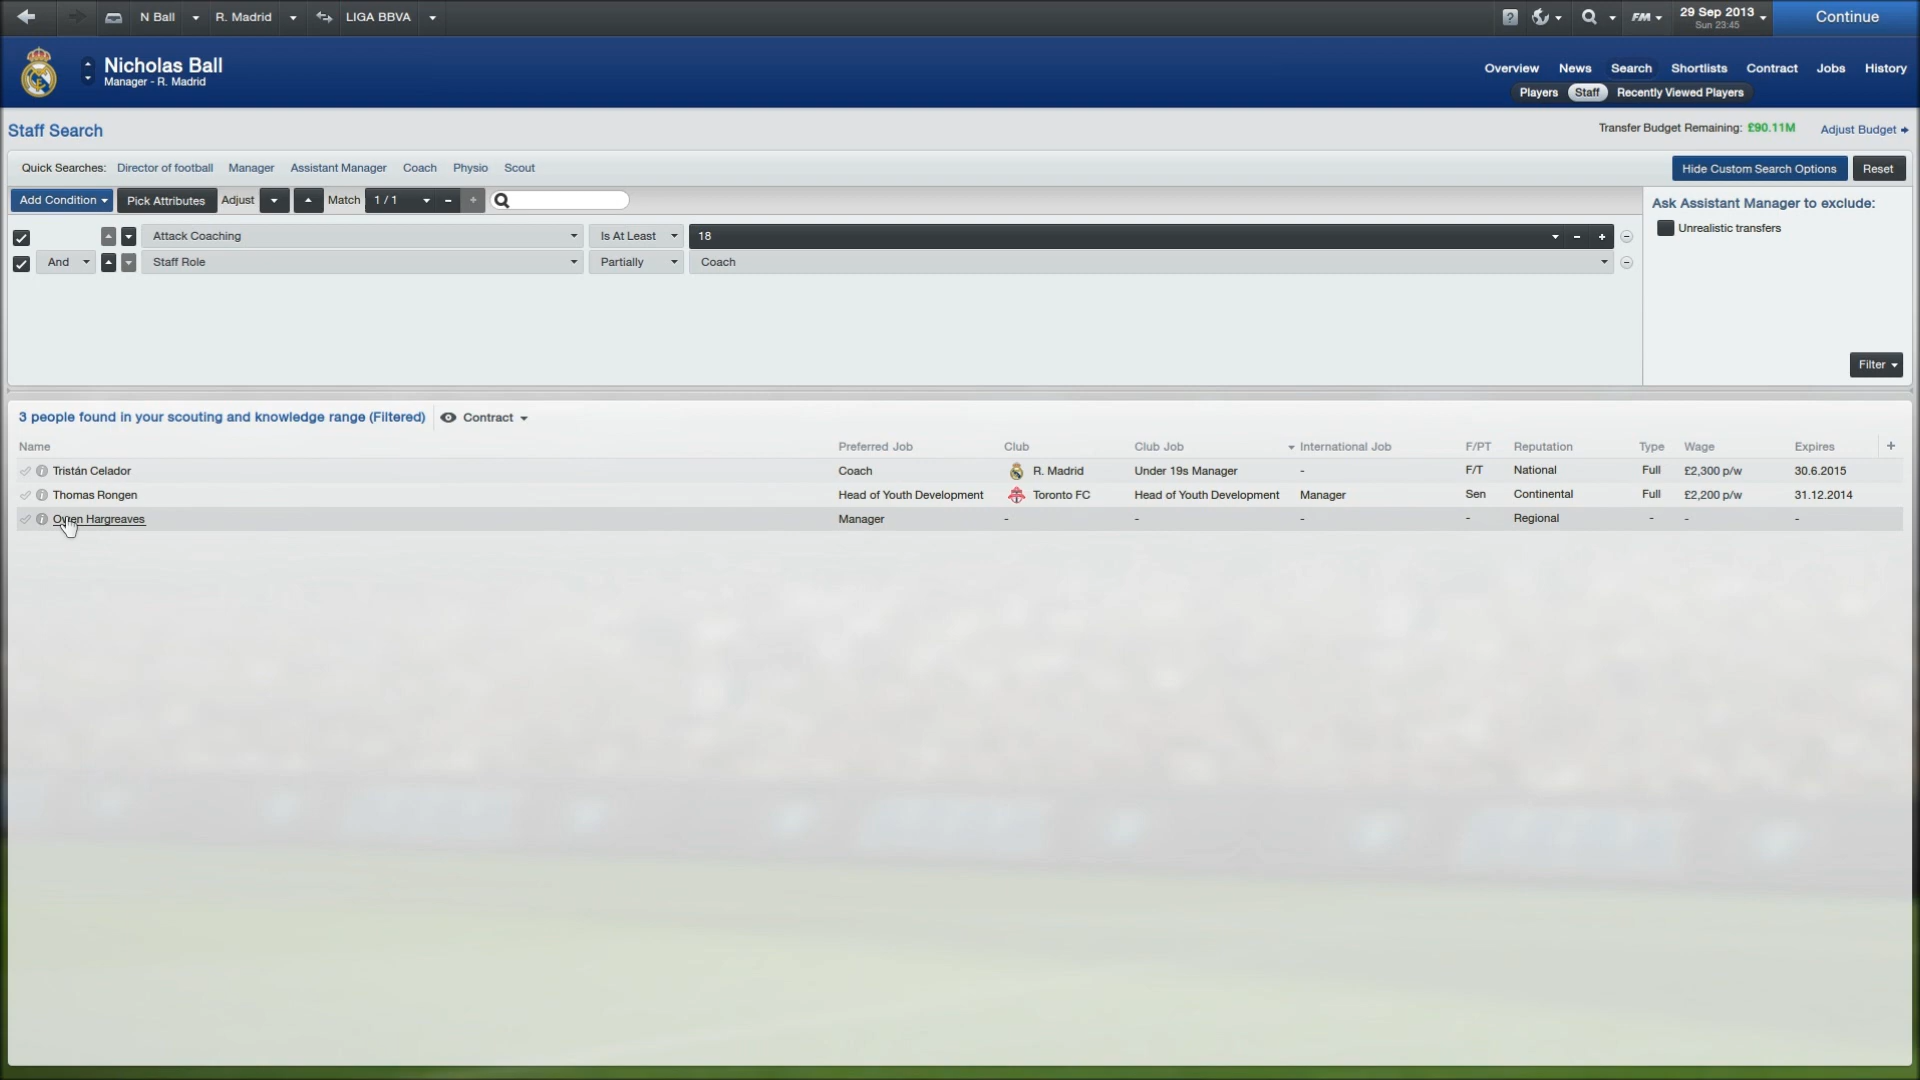 N Ball R. Madrid LIGA BBVA ? FM 29 Sep 2013 Continue
Sun 23:45
Nicholas Ball
Manager - R. Madrid
Overview News Search Shortlists Contract Jobs History
Players Staff Recently Viewed Players
Staff Search
Transfer Budget Remaining: £90.11M Adjust Budget
Quick Searches: Director of football Manager Assistant Manager Coach Physio Scout Hide Custom Search Options Reset
Add Condition Pick Attributes Adjust Match 1 / 1 - +
Ask Assistant Manager to exclude:
Unrealistic transfers
Attack Coaching Is At Least 18 - +
And Staff Role Partially Coach
Filter
3 people found in your scouting and knowledge range (Filtered) Contract
Name Preferred Job Club Club Job International Job F/PT Reputation Type Wage Expires +
Tristán Celador Coach R. Madrid Under 19s Manager - F/T National Full £2,300 p/w 30.6.2015
Thomas Rongen Head of Youth Development Toronto FC Head of Youth Development Manager Sen Continental Full £2,200 p/w 31.12.2014
Owen Hargreaves Manager - - - - Regional - - -